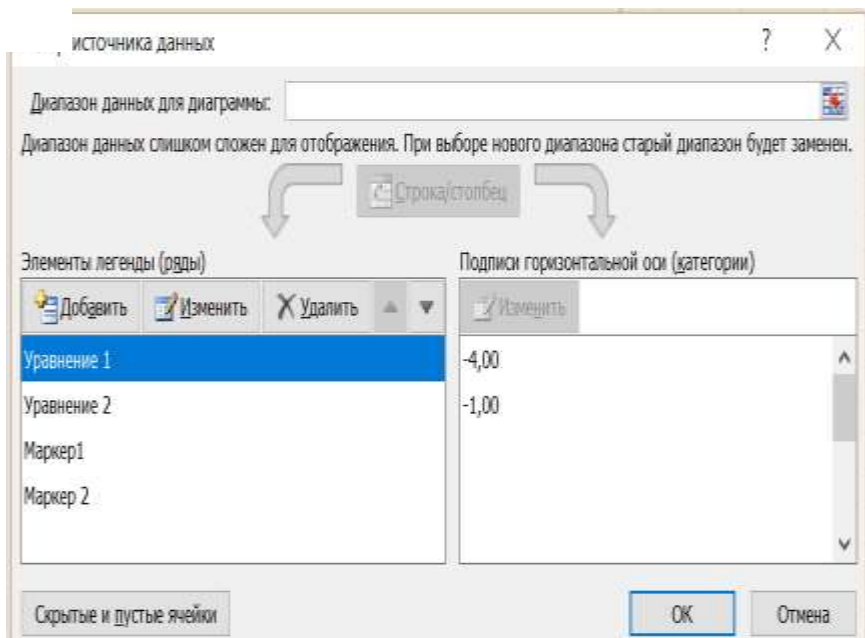 источника данных ?
Диапазон данных для диаграммы:
Диапазон данных слишком сложен для отображения. При выборе нового диапазона старый диапазон будет заменен.
Строка/столбец
Элементы легенды (ряды)
Добавить Изменить Удалить
Уравнение 1
Уравнение 2
Маркер1
Маркер 2
Подписи горизонтальной оси (категории)
Изменить
-4,00
-1,00
Скрытые и пустые ячейки
ОК Отмена